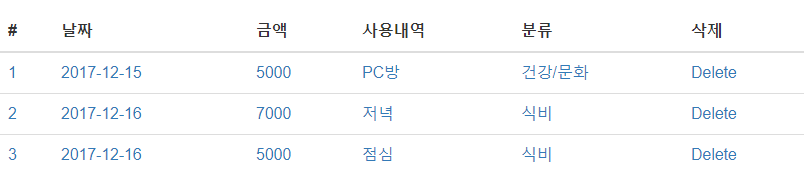 # 날짜 금액 사용내역 분류 삭제
1 2017-12-15 5000 PC방 건강/문화 Delete
2 2017-12-16 7000 저녁 식비 Delete
3 2017-12-16 5000 점심 식비 Delete